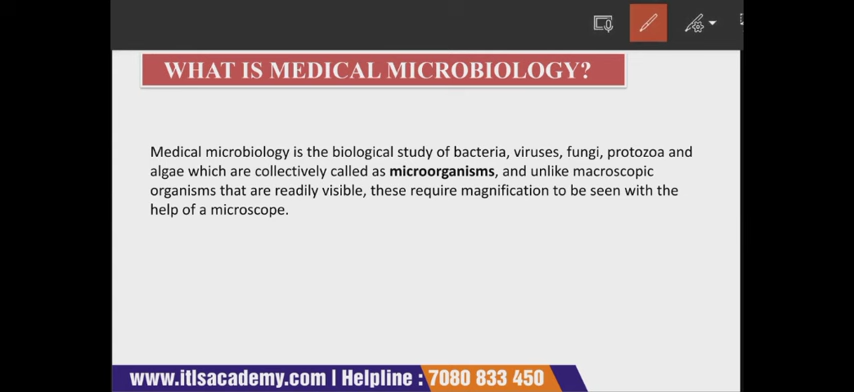 WHAT IS MEDICAL MICROBIOLOGY?
Medical microbiology is the biological study of bacteria, viruses, fungi, protozoa and
algae which are collectively called as microorganisms, and unlike macroscopic
organisms that are readily visible, these require magnification to be seen with the
help of a microscope.
www.itlsacademy.com | Helpline : 7080 833 450